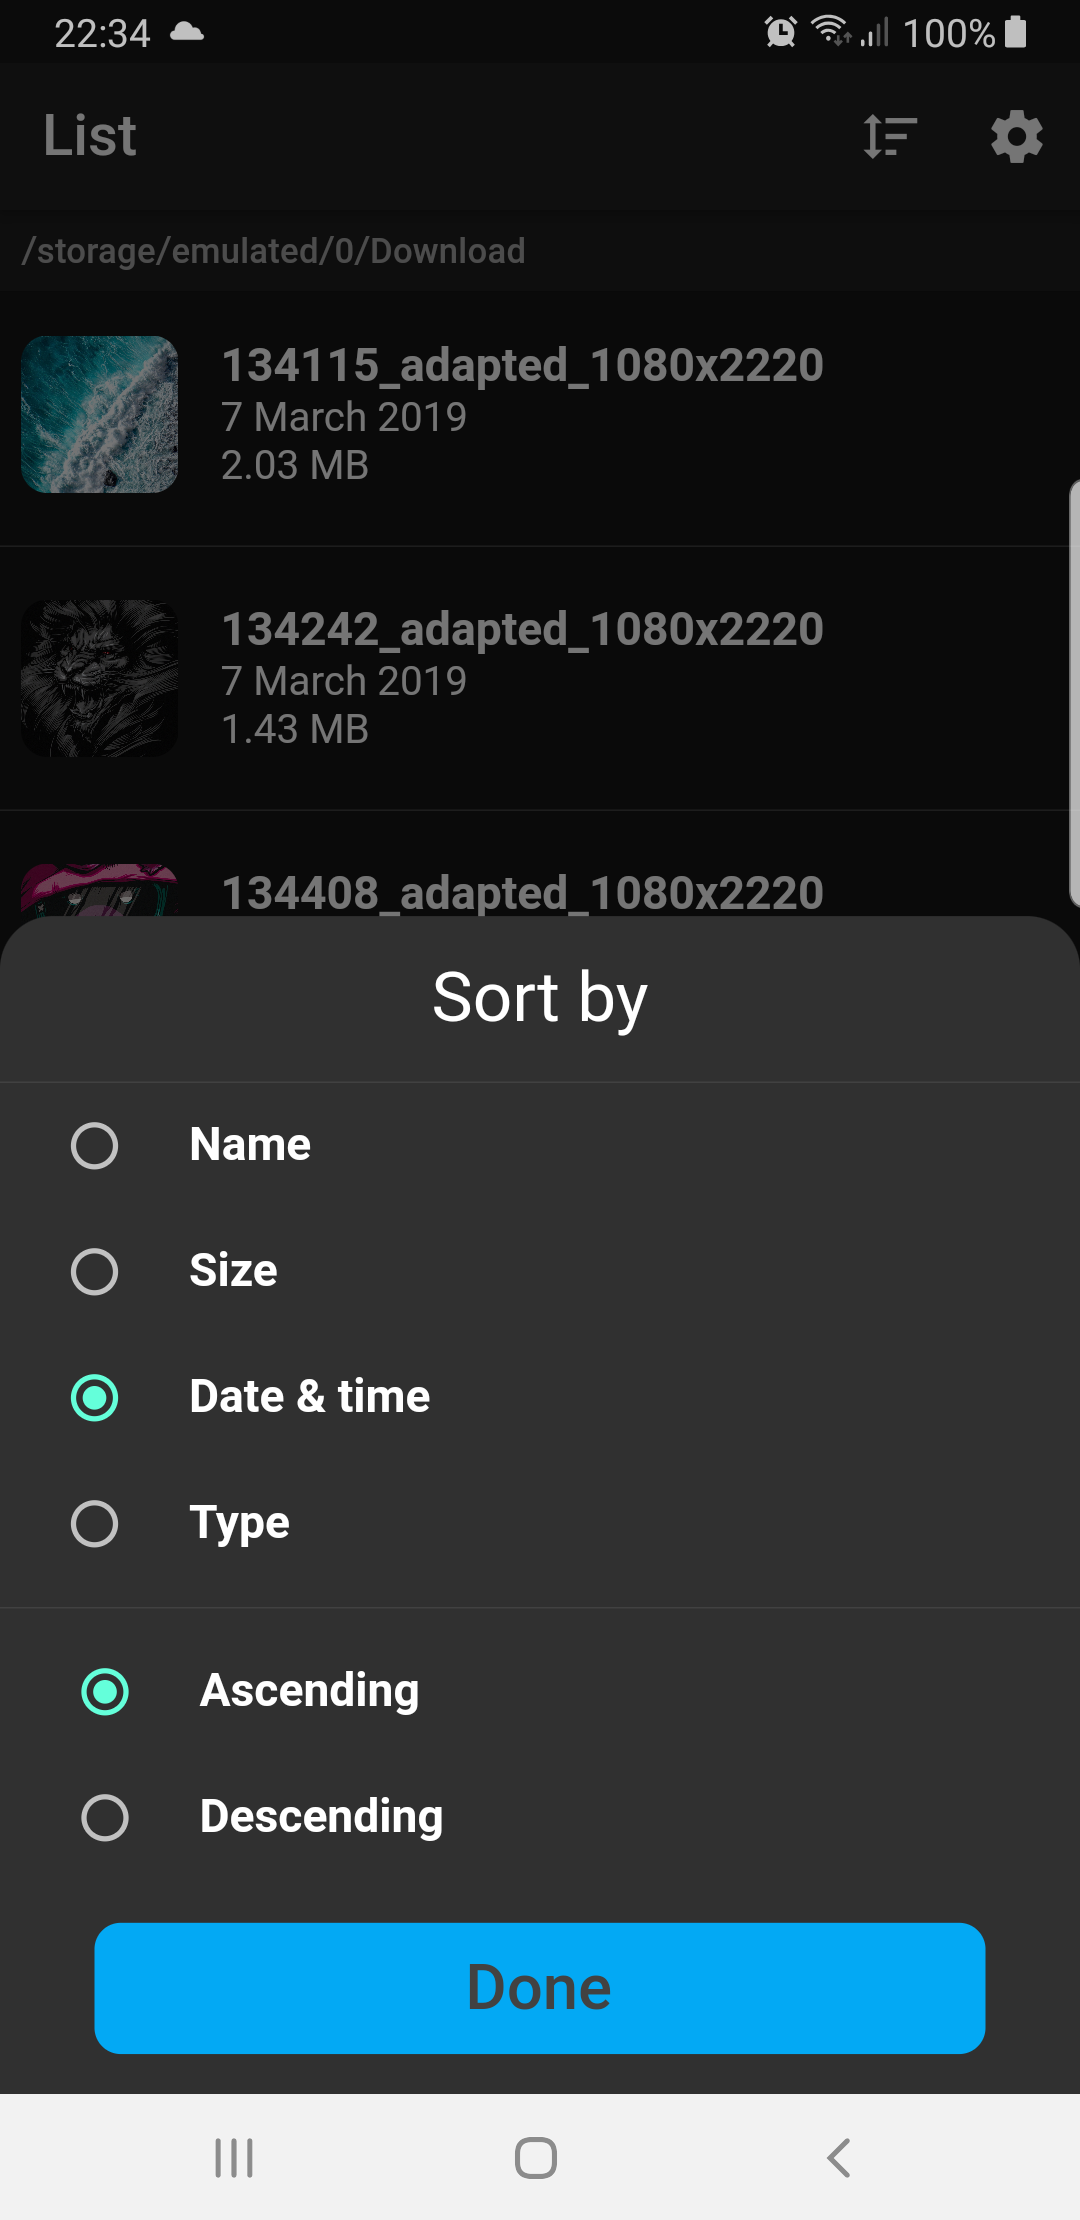 22:34
100%
List
/storage/emulated/0/Download
134115_adapted_1080x2220
7 March 2019
2.03 MB
134242_adapted_1080x2220
7 March 2019
1.43 MB
134408_adapted_1080x2220
Sort by
Name
Size
Date & time
Type
Ascending
Descending
Done